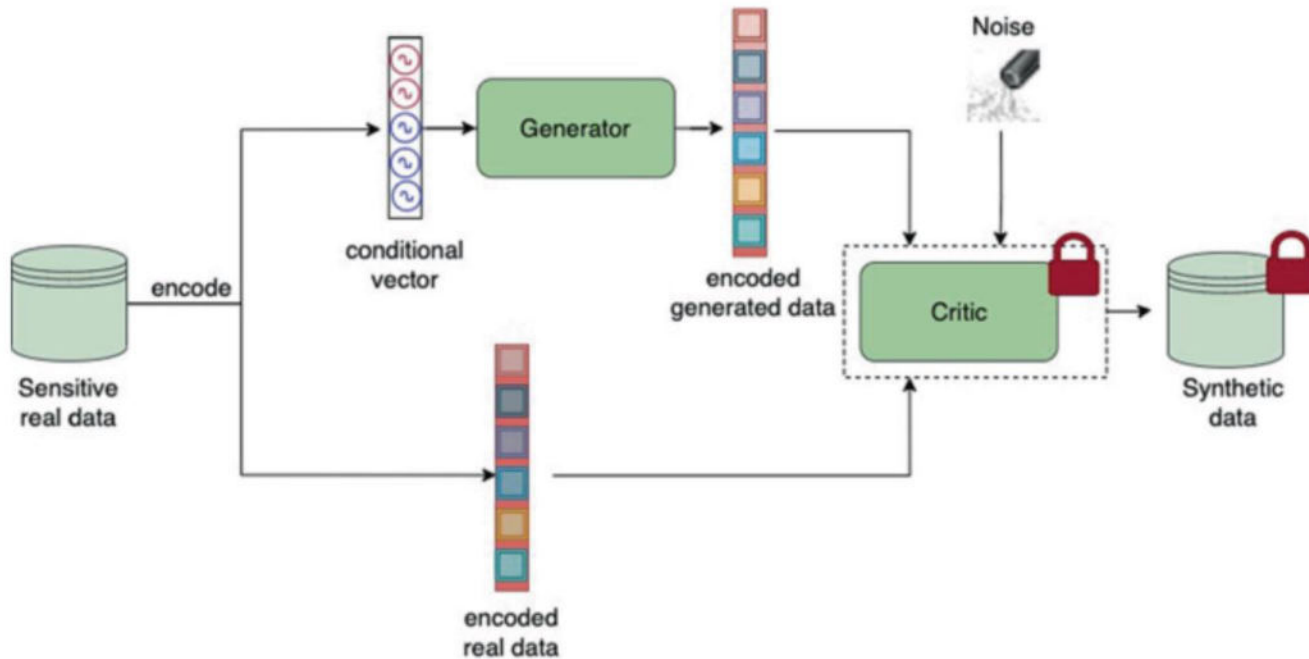 Noise
Generator
conditional
vector
encode
encoded
generated data
Critic
Sensitive
real data
Synthetic
data
encoded
real data